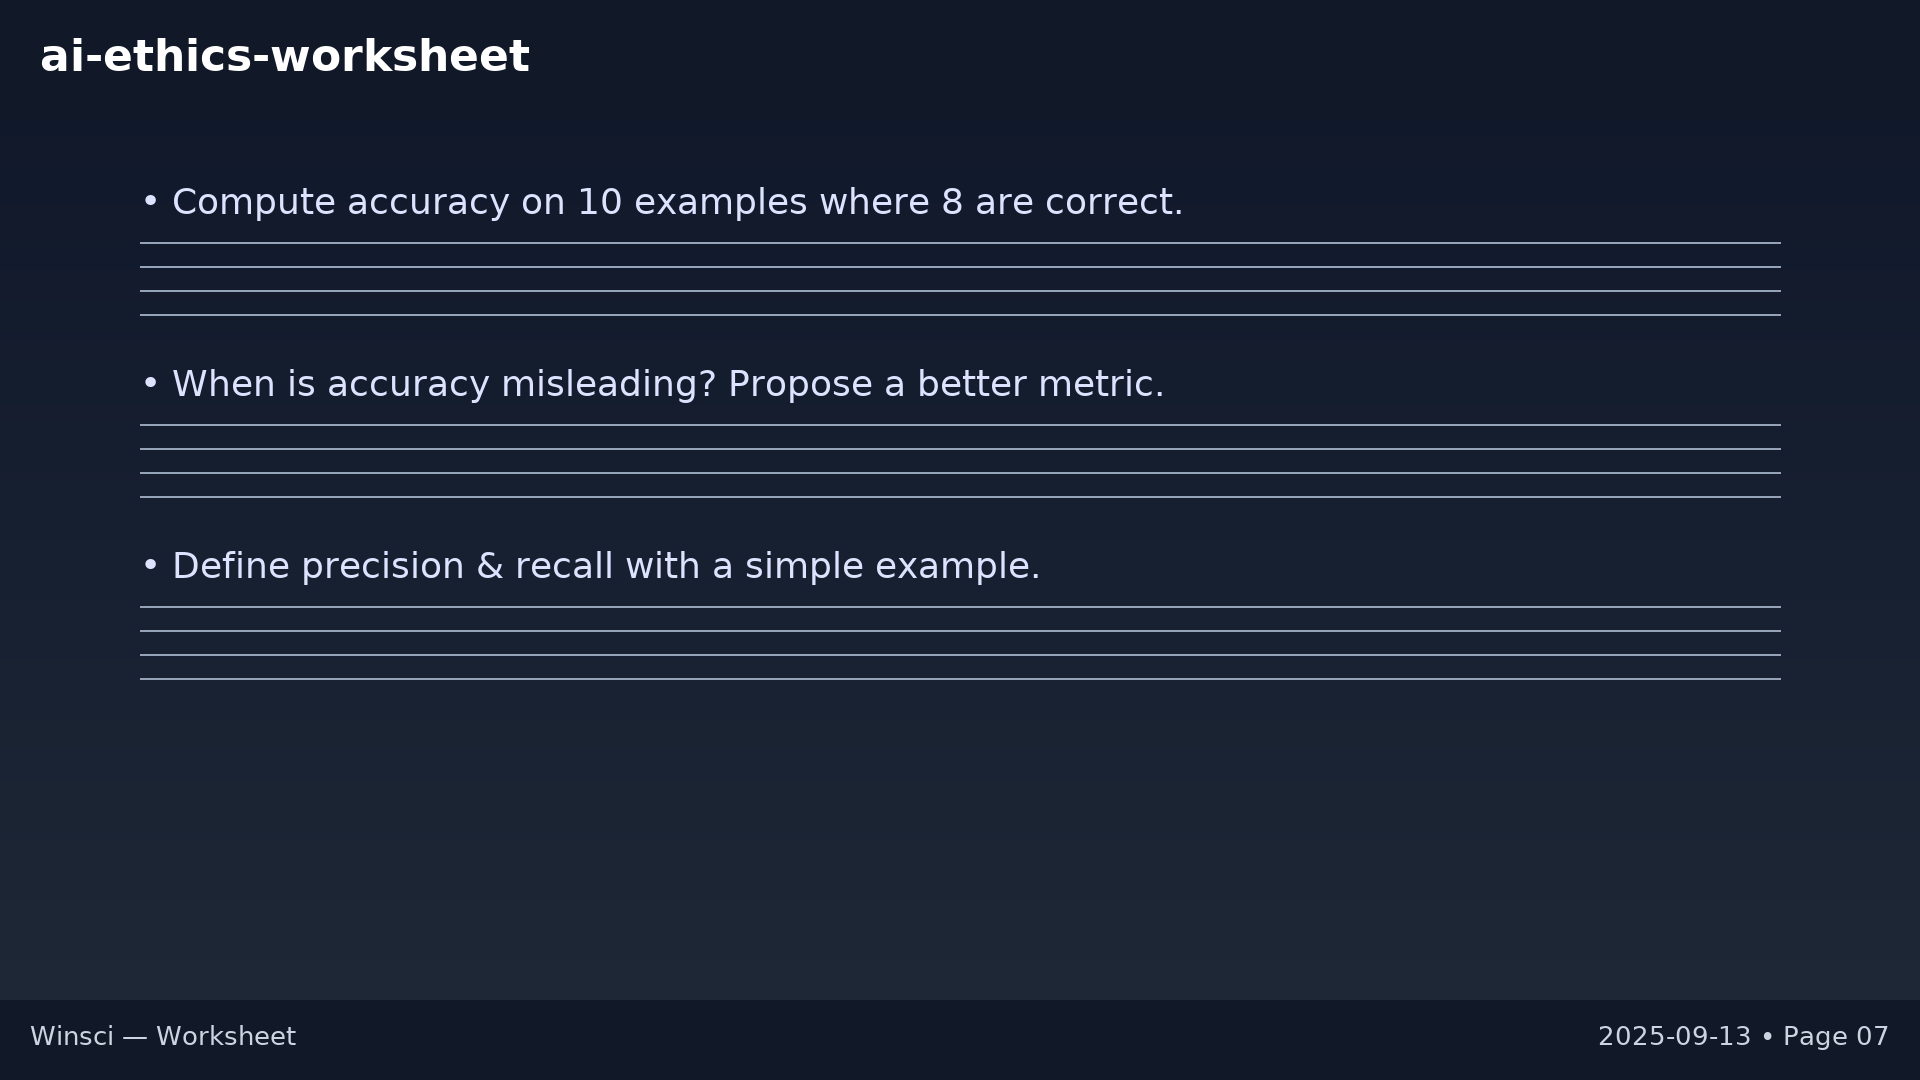 ai-ethics-worksheet
• Compute accuracy on 10 examples where 8 are correct.
• When is accuracy misleading? Propose a better metric.
• Define precision & recall with a simple example.
Winsci — Worksheet
2025-09-13 • Page 07